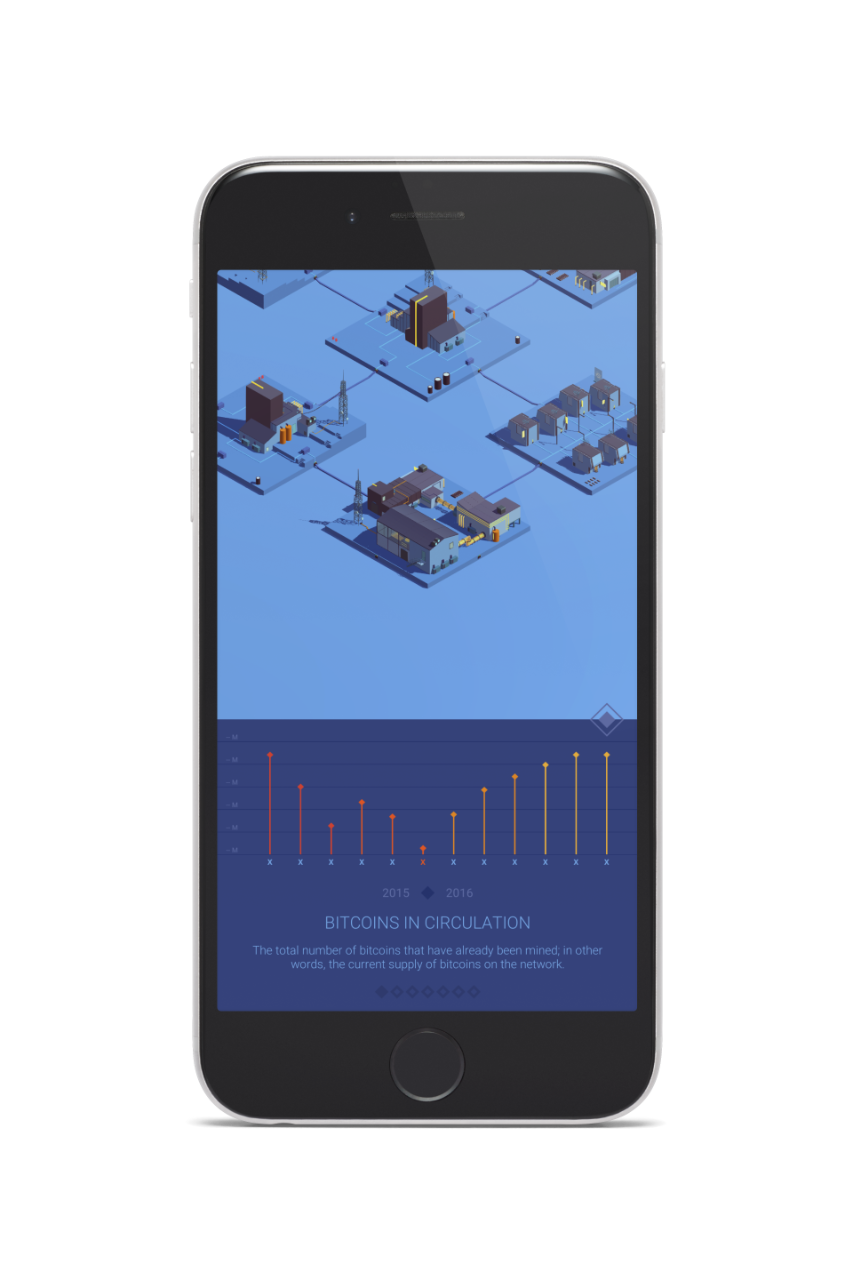 - M
- M
- M
- M
- M
- M
X X X X X X X X X X X X
2015 2016
BITCOINS IN CIRCULATION
The total number of bitcoins that have already been mined; in other
words, the current supply of bitcoins on the network.